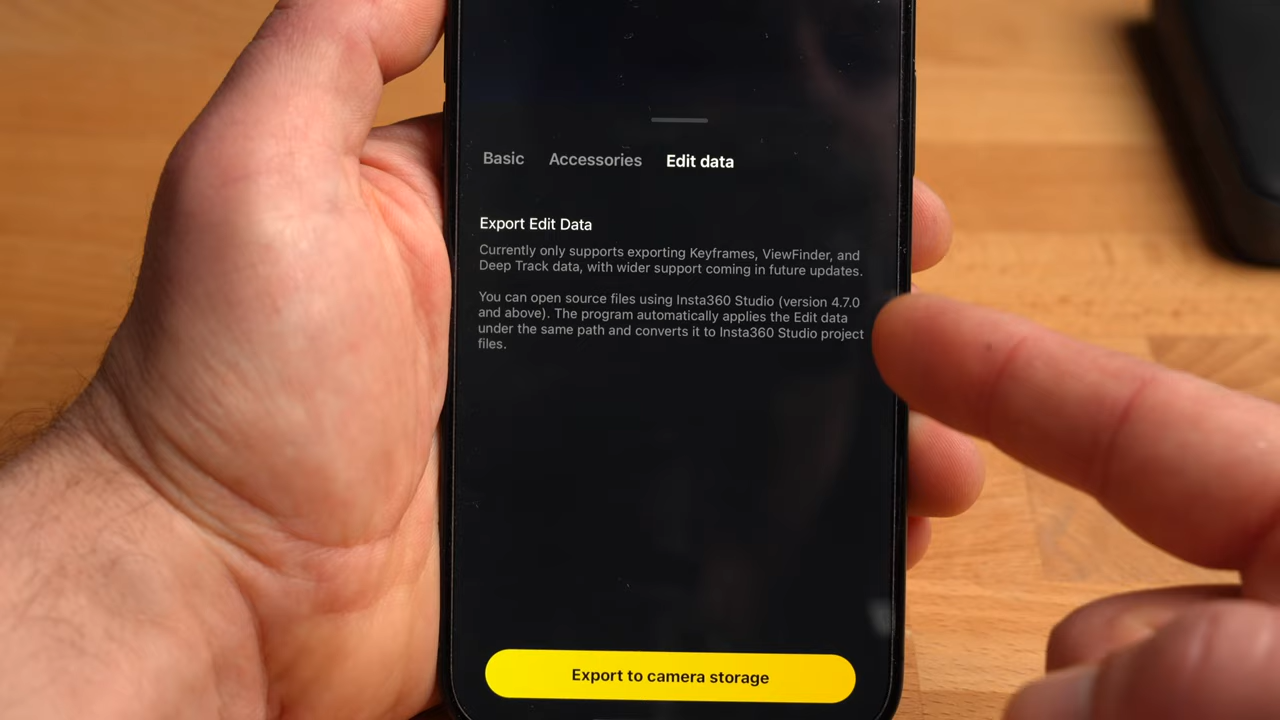 Basic Accessories Edit data
Export Edit Data
Currently only supports exporting Keyframes, ViewFinder, and
Deep Track data, with wider support coming in future updates.
You can open source files using Insta360 Studio (version 4.7.0
and above). The program automatically applies the Edit data
under the same path and converts it to Insta360 Studio project
files.
Export to camera storage